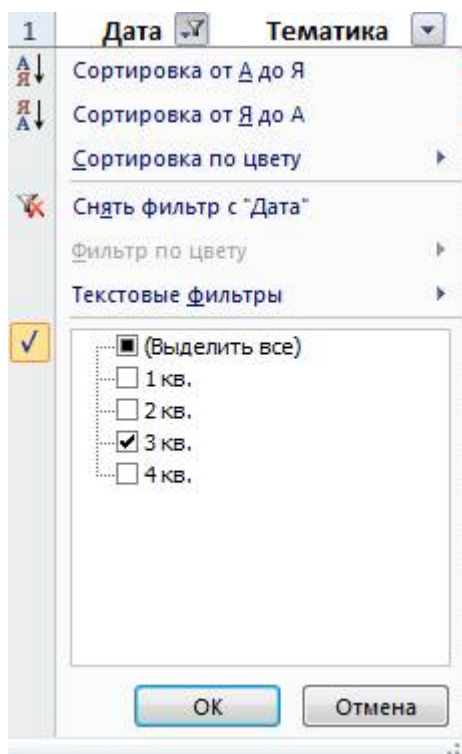 1 Дата Тематика
Сортировка от А до Я
Сортировка от Я до А
Сортировка по цвету
Снять фильтр с "Дата"
Фильтр по цвету
Текстовые фильтры
(Выделить все)
1 кв.
2 кв.
3 кв.
4 кв.
ОК Отмена